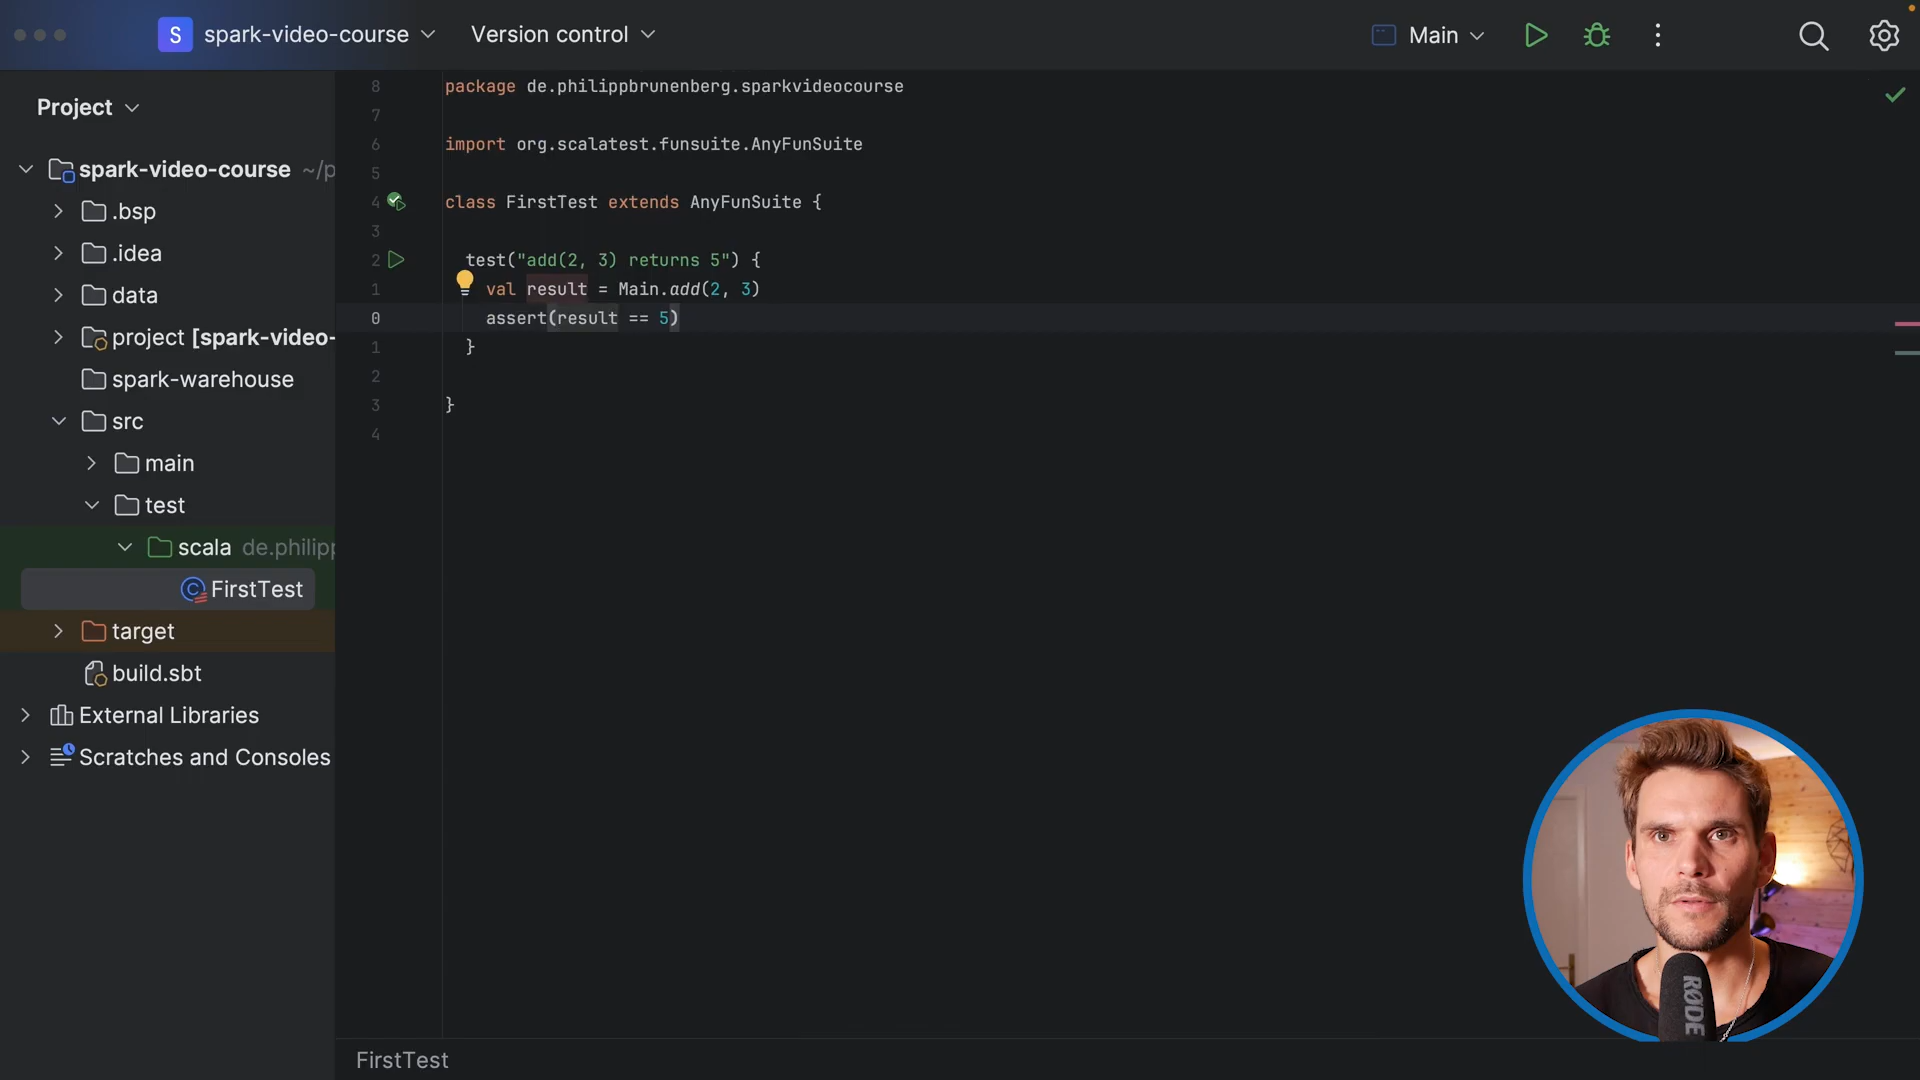 S spark-video-course Version control Main
Project
spark-video-course ~/p
.bsp
.idea
data
project [spark-video-
spark-warehouse
src
main
test
scala de.philipp
FirstTest
target
build.sbt
External Libraries
Scratches and Consoles
8 package de.philippbrunenberg.sparkvideocourse
7
6 import org.scalatest.funsuite.AnyFunSuite
5
4 class FirstTest extends AnyFunSuite {
3
2 test("add(2, 3) returns 5") {
1 val result = Main.add(2, 3)
0 assert(result == 5)
1 }
2
3 }
4
RØDE
FirstTest